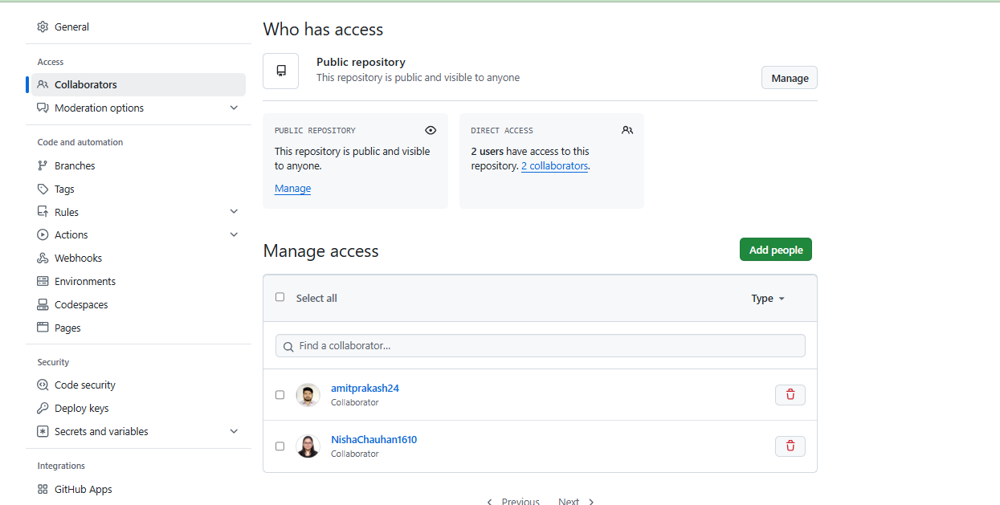 General
Access
Collaborators
Moderation options
Code and automation
Branches
Tags
Rules
Actions
Webhooks
Environments
Codespaces
Pages
Security
Code security
Deploy keys
Secrets and variables
Integrations
GitHub Apps
Who has access
Public repository
This repository is public and visible to anyone
Manage
PUBLIC REPOSITORY
This repository is public and visible
to anyone.
Manage
DIRECT ACCESS
2 users have access to this
repository. 2 collaborators.
Manage access
Add people
Select all
Type
Find a collaborator...
amitprakash24
Collaborator
NishaChauhan1610
Collaborator
Previous
Next